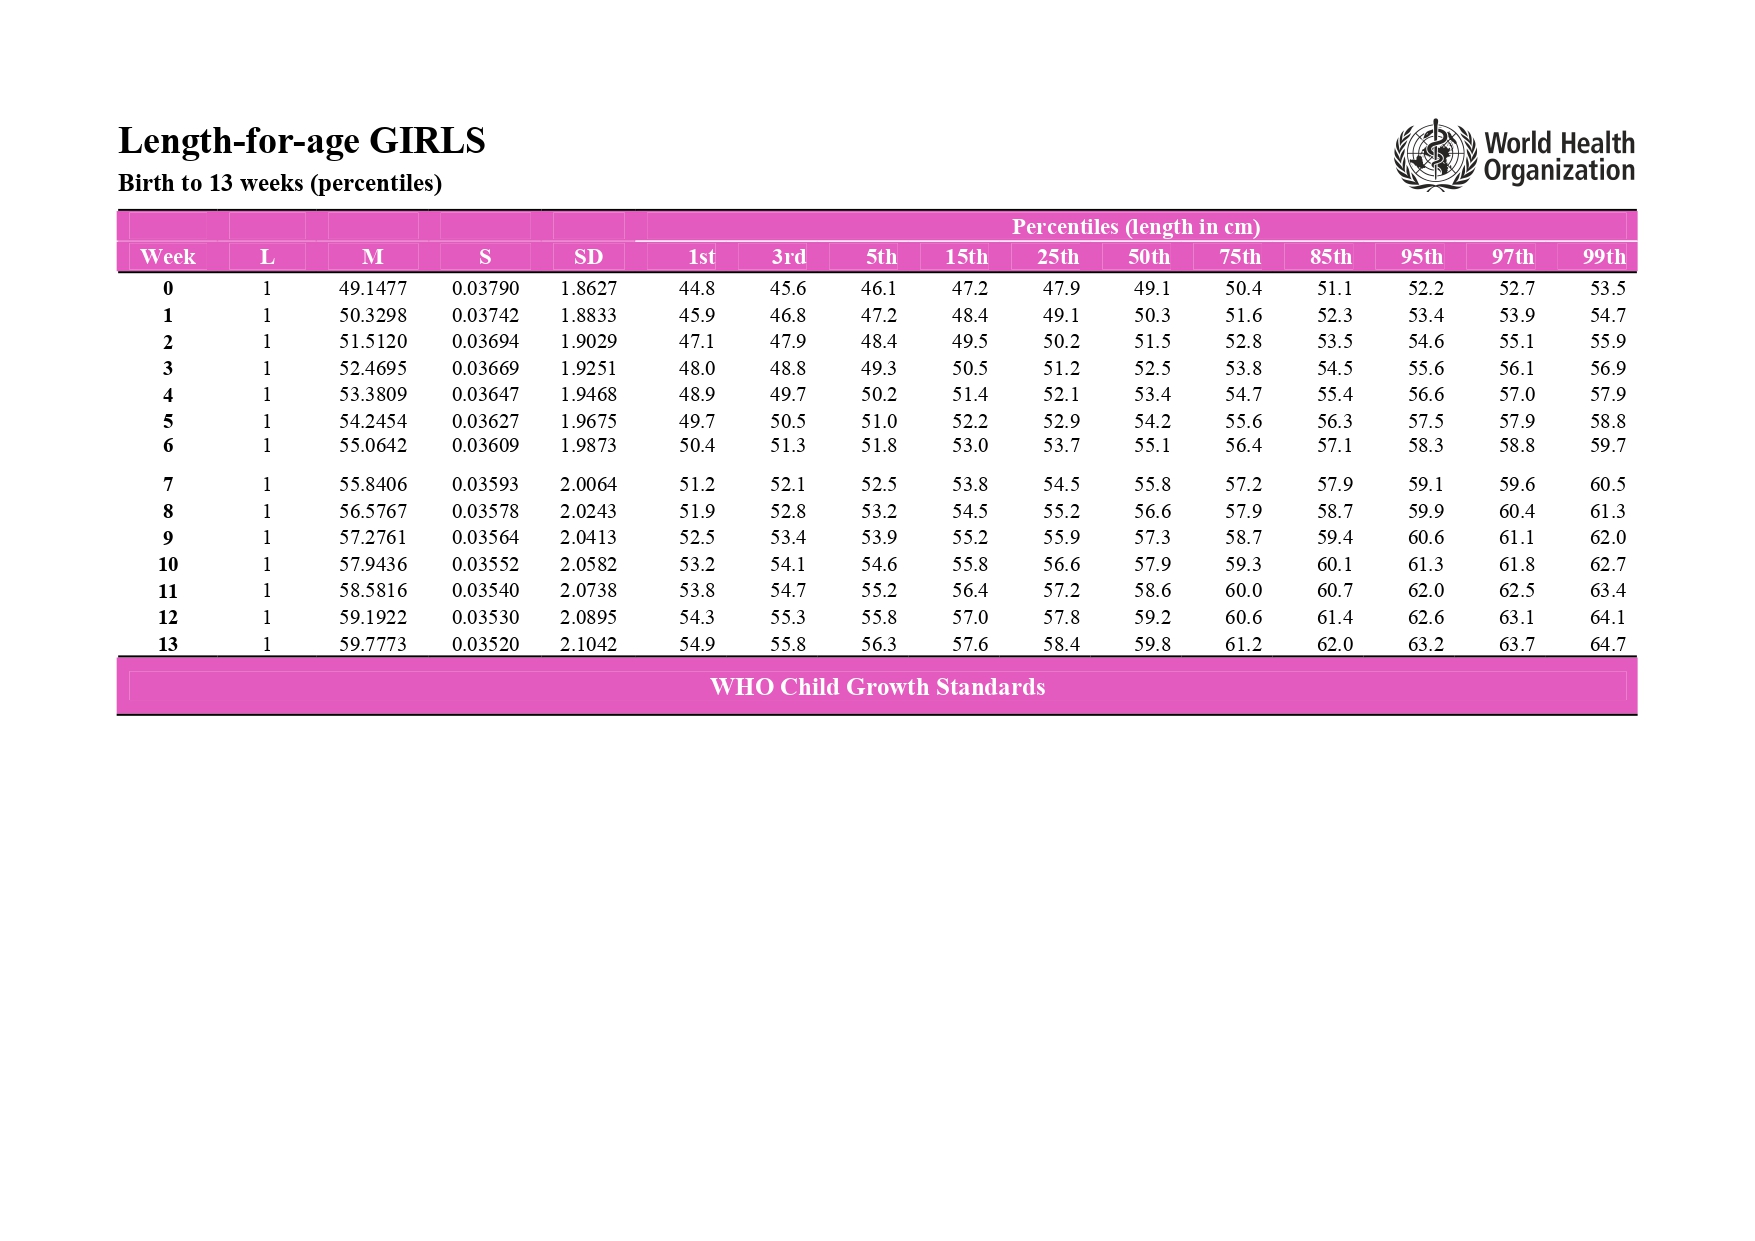 Length-for-age GIRLS
Birth to 13 weeks (percentiles)
World Health
Organization
Percentiles (length in cm)
Week L M S SD 1st 3rd 5th 15th 25th 50th 75th 85th 95th 97th 99th
0 1 49.1477 0.03790 1.8627 44.8 45.6 46.1 47.2 47.9 49.1 50.4 51.1 52.2 52.7 53.5
1 1 50.3298 0.03742 1.8833 45.9 46.8 47.2 48.4 49.1 50.3 51.6 52.3 53.4 53.9 54.7
2 1 51.5120 0.03694 1.9029 47.1 47.9 48.4 49.5 50.2 51.5 52.8 53.5 54.6 55.1 55.9
3 1 52.4695 0.03669 1.9251 48.0 48.8 49.3 50.5 51.2 52.5 53.8 54.5 55.6 56.1 56.9
4 1 53.3809 0.03647 1.9468 48.9 49.7 50.2 51.4 52.1 53.4 54.7 55.4 56.6 57.0 57.9
5 1 54.2454 0.03627 1.9675 49.7 50.5 51.0 52.2 52.9 54.2 55.6 56.3 57.5 57.9 58.8
6 1 55.0642 0.03609 1.9873 50.4 51.3 51.8 53.0 53.7 55.1 56.4 57.1 58.3 58.8 59.7
7 1 55.8406 0.03593 2.0064 51.2 52.1 52.5 53.8 54.5 55.8 57.2 57.9 59.1 59.6 60.5
8 1 56.5767 0.03578 2.0243 51.9 52.8 53.2 54.5 55.2 56.6 57.9 58.7 59.9 60.4 61.3
9 1 57.2761 0.03564 2.0413 52.5 53.4 53.9 55.2 55.9 57.3 58.7 59.4 60.6 61.1 62.0
10 1 57.9436 0.03552 2.0582 53.2 54.1 54.6 55.8 56.6 57.9 59.3 60.1 61.3 61.8 62.7
11 1 58.5816 0.03540 2.0738 53.8 54.7 55.2 56.4 57.2 58.6 60.0 60.7 62.0 62.5 63.4
12 1 59.1922 0.03530 2.0895 54.3 55.3 55.8 57.0 57.8 59.2 60.6 61.4 62.6 63.1 64.1
13 1 59.7773 0.03520 2.1042 54.9 55.8 56.3 57.6 58.4 59.8 61.2 62.0 63.2 63.7 64.7
WHO Child Growth Standards